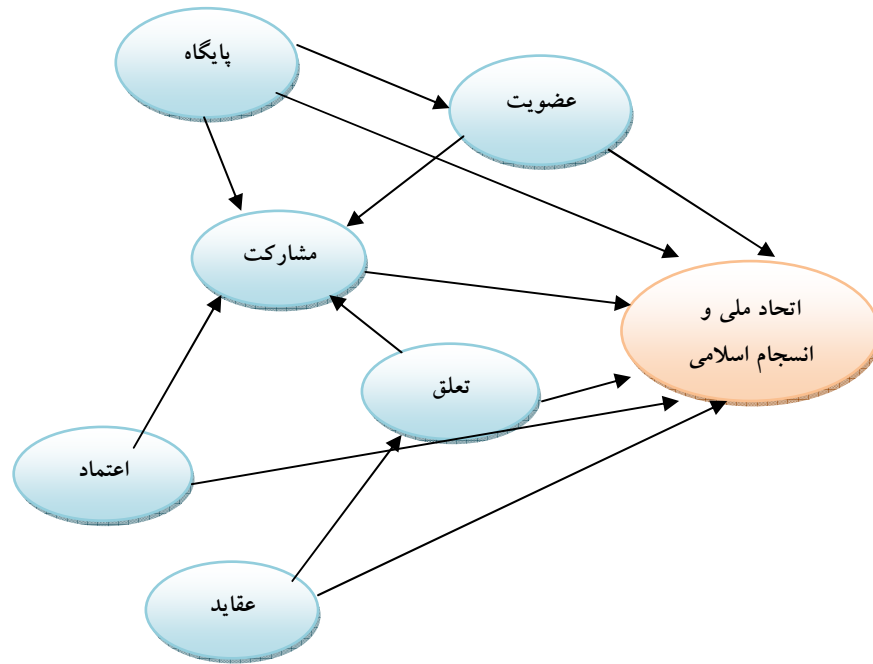 پایگاه
عضویت
مشارکت
اتحاد ملی و
انسجام اسلامی
تعلق
اعتماد
عقاید